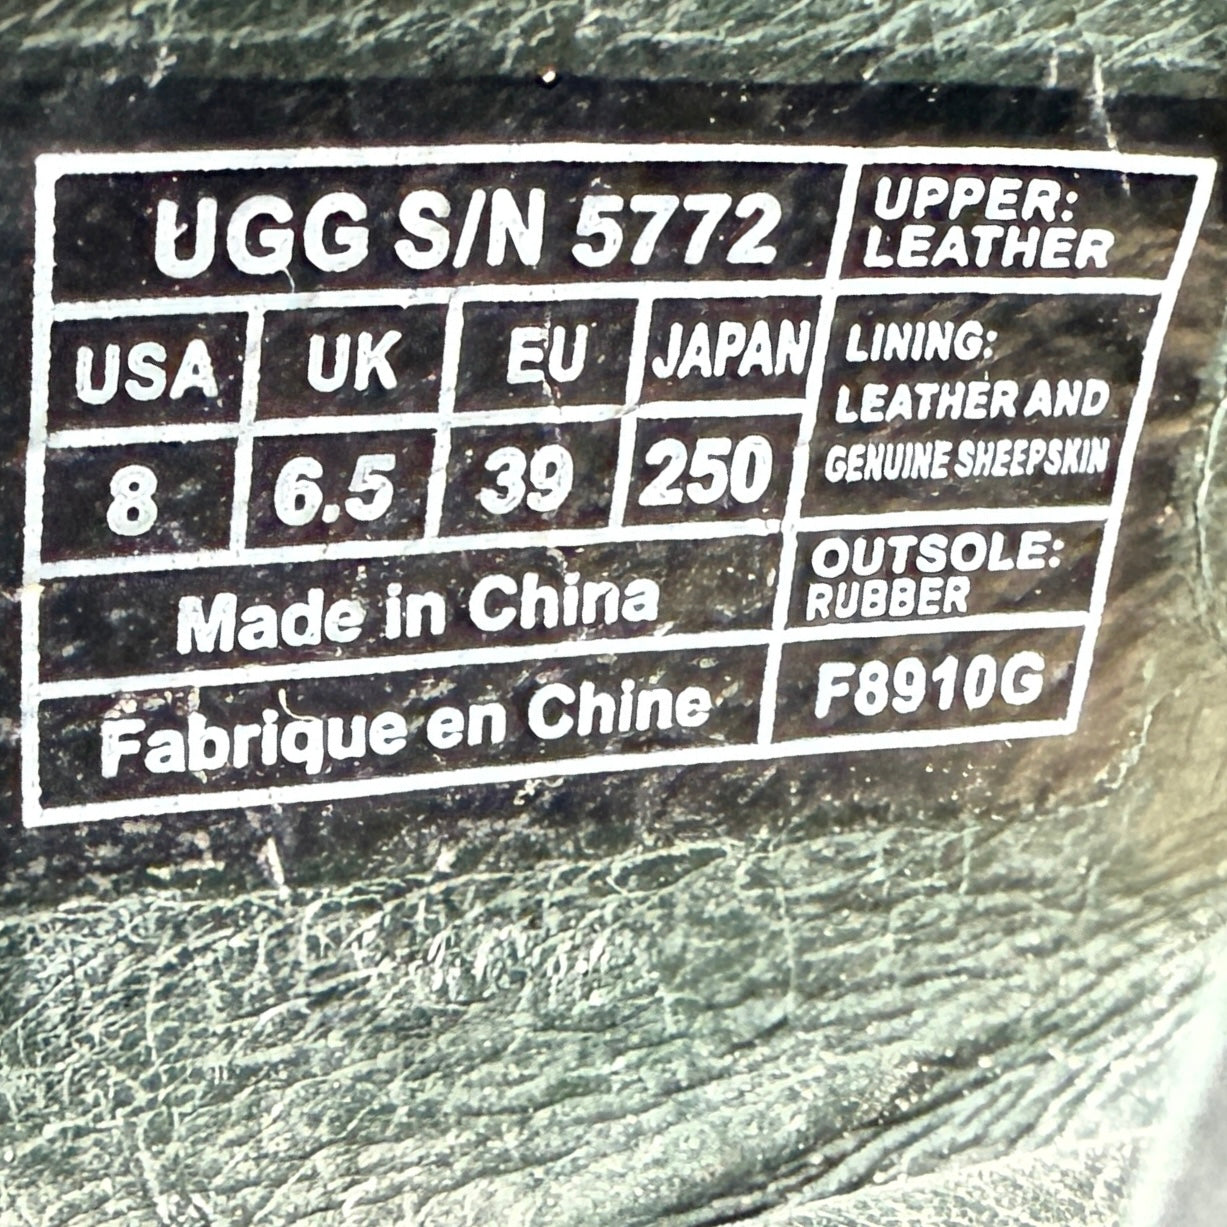 UGG S/N 5772
UPPER:
LEATHER
USA UK EU JAPAN
8 6.5 39 250
LINING:
LEATHER AND
GENUINE SHEEPSKIN
Made in China
OUTSOLE:
RUBBER
Fabrique en Chine
F8910G